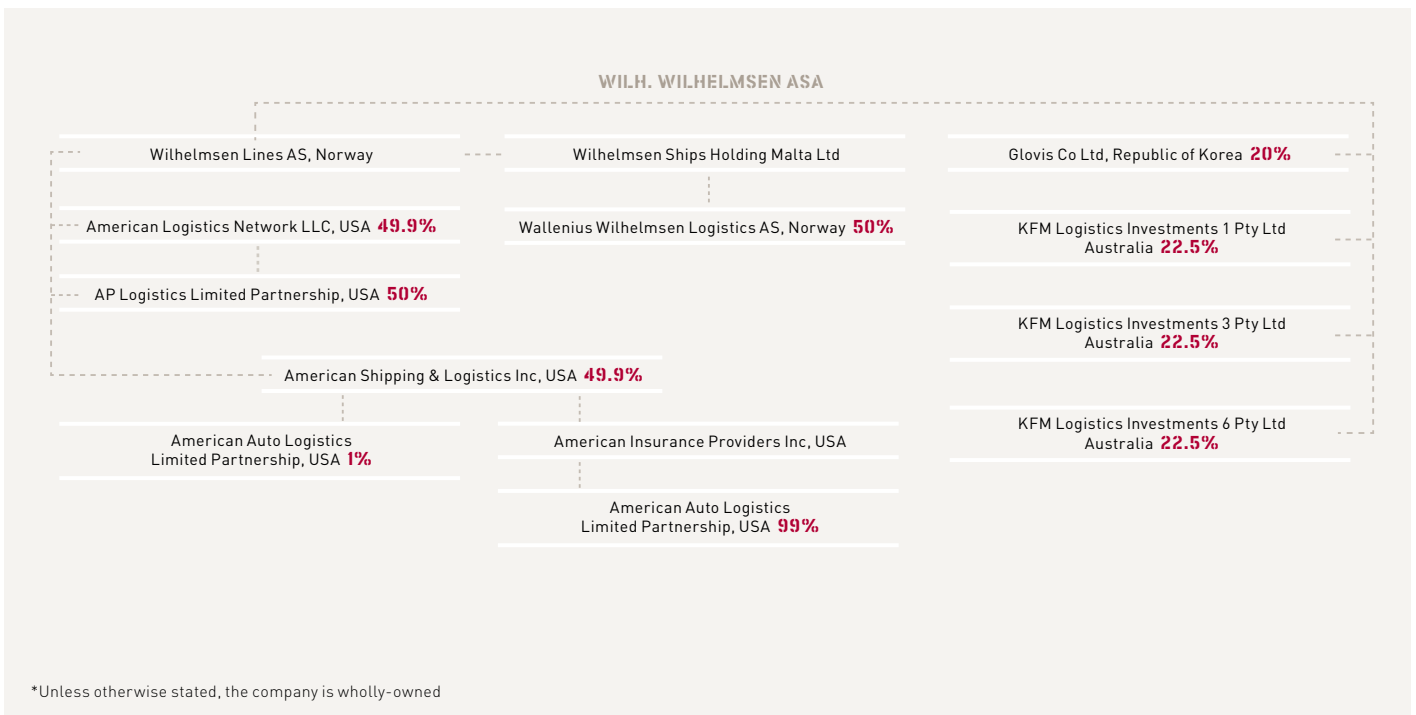 WILH. WILHELMSEN ASA
Wilhelmsen Lines AS, Norway
Wilhelmsen Ships Holding Malta Ltd
Glovis Co Ltd, Republic of Korea 20%
American Logistics Network LLC, USA 49.9%
Wallenius Wilhelmsen Logistics AS, Norway 50%
KFM Logistics Investments 1 Pty Ltd
Australia 22.5%
AP Logistics Limited Partnership, USA 50%
KFM Logistics Investments 3 Pty Ltd
Australia 22.5%
American Shipping & Logistics Inc, USA 49.9%
KFM Logistics Investments 6 Pty Ltd
Australia 22.5%
American Auto Logistics
Limited Partnership, USA 1%
American Insurance Providers Inc, USA
American Auto Logistics
Limited Partnership, USA 99%
*Unless otherwise stated, the company is wholly-owned